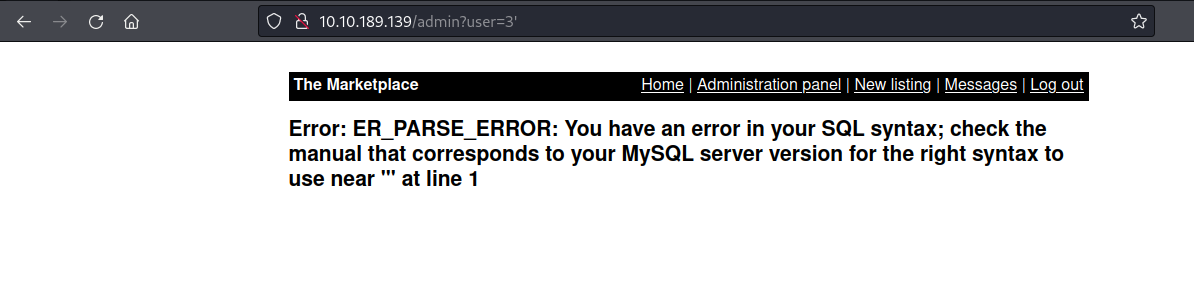 10.10.189.139/admin?user=3'
The Marketplace Home | Administration panel | New listing | Messages | Log out
Error: ER_PARSE_ERROR: You have an error in your SQL syntax; check the
manual that corresponds to your MySQL server version for the right syntax to
use near ''' at line 1